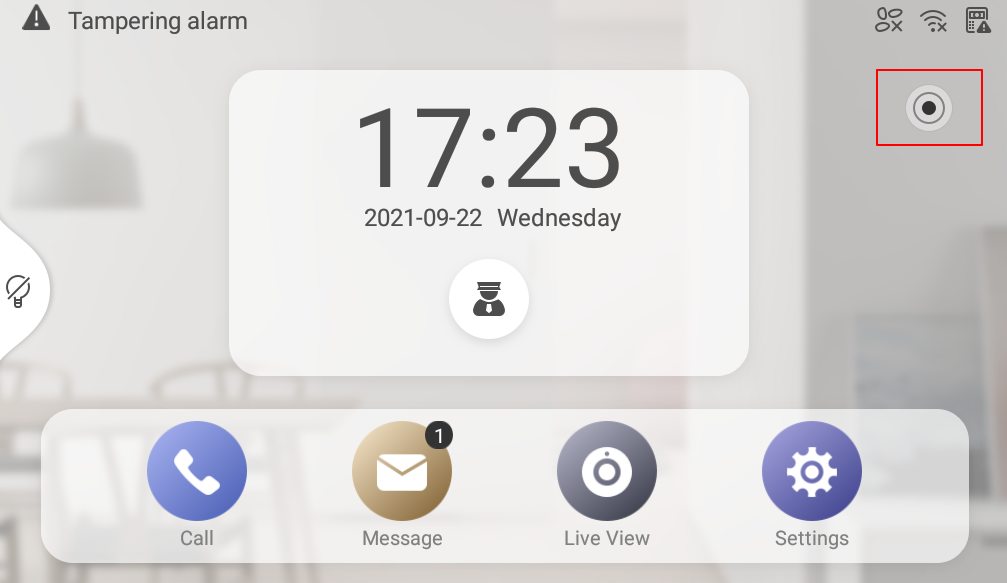 Tampering alarm
17:23
2021-09-22 Wednesday
1
Call
Message
Live View
Settings